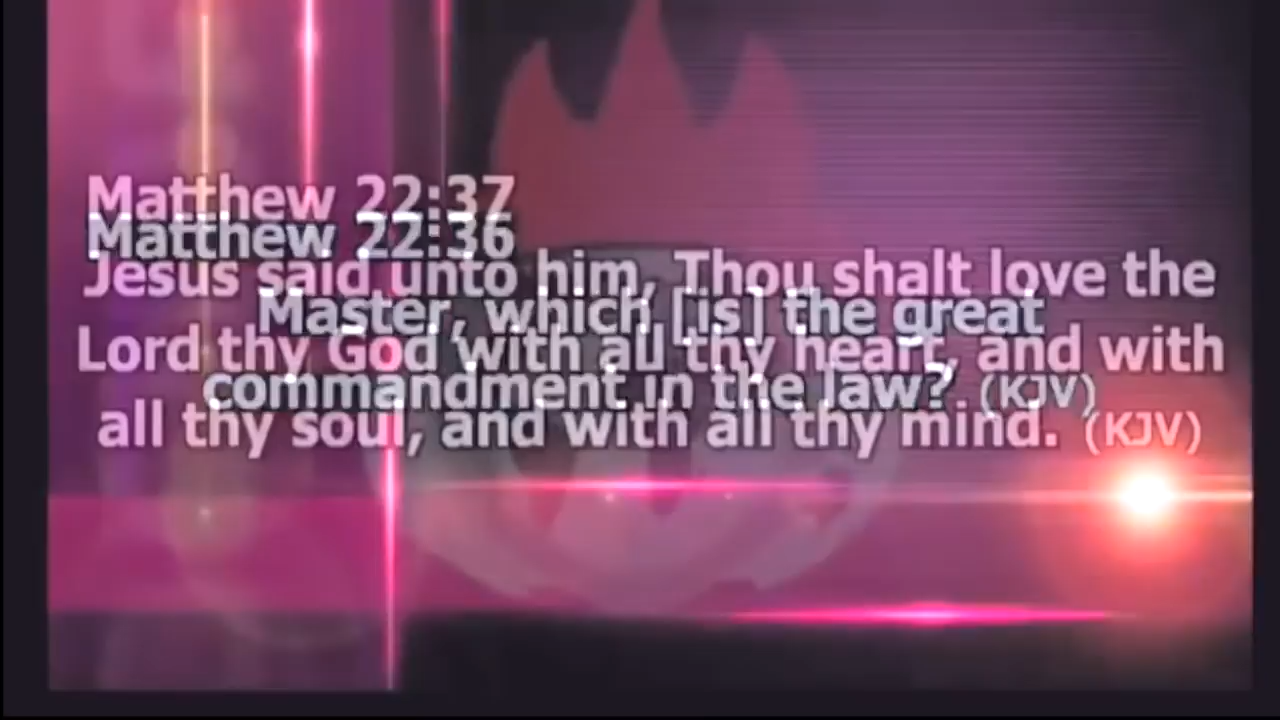 Matthew 22:37
Matthew 22:36
Jesus said unto him, Thou shalt love the
Master, which [is] the great
Lord thy God with all thy heart, and with
commandment in the law? (KJV)
all thy soul, and with all thy mind. (KJV)